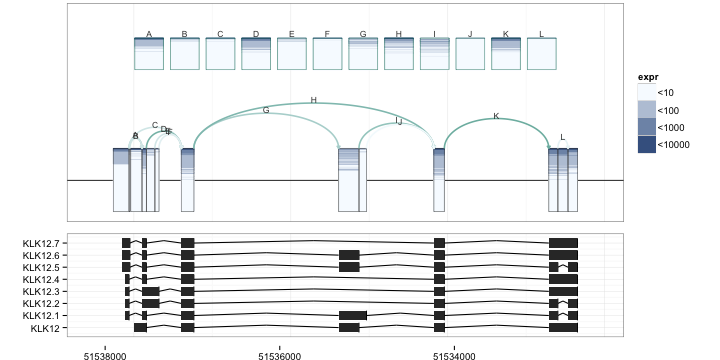 A B C D E F G H I J K L
expr
<10
<100
<1000
<10000
H
G
K
C
I J
L
KLK12.7
KLK12.6
KLK12.5
KLK12.4
KLK12.3
KLK12.2
KLK12.1
KLK12
51538000 51536000 51534000